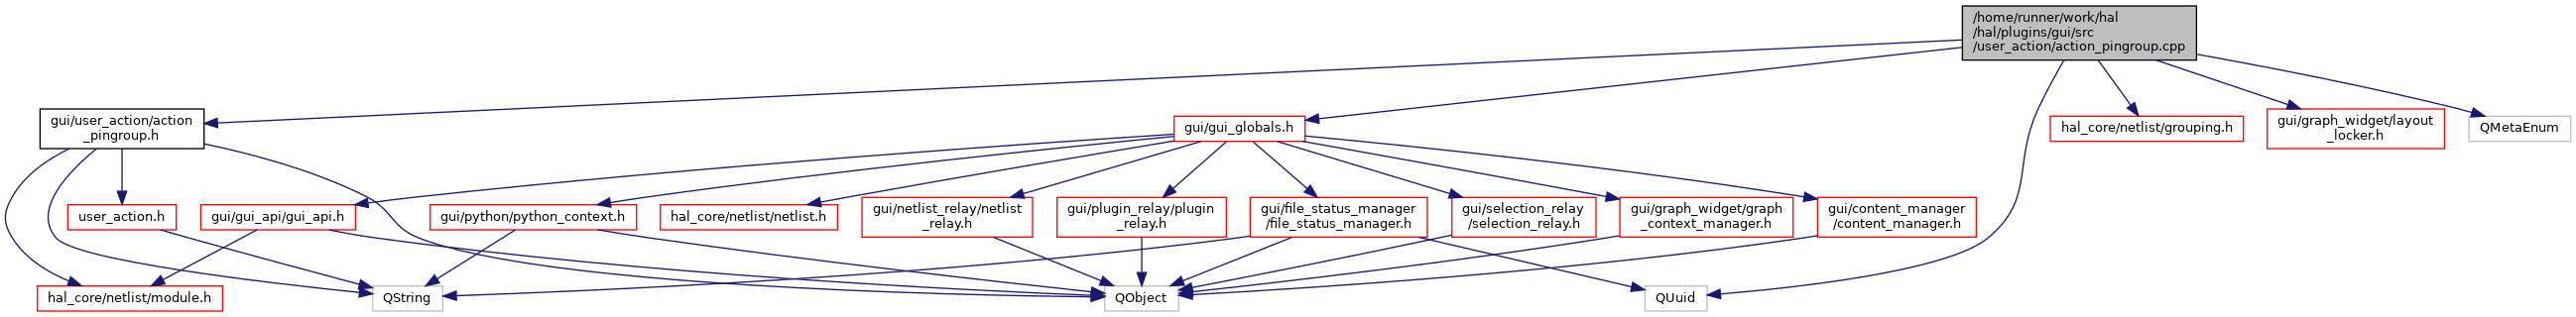 /home/runner/work/hal
/hal/plugins/gui/src
/user_action/action_pingroup.cpp
gui/user_action/action
_pingroup.h
gui/gui_globals.h
hal_core/netlist/grouping.h
gui/graph_widget/layout
_locker.h
QMetaEnum
user_action.h
gui/gui_api/gui_api.h
gui/python/python_context.h
hal_core/netlist/netlist.h
gui/netlist_relay/netlist
_relay.h
gui/plugin_relay/plugin
_relay.h
gui/file_status_manager
/file_status_manager.h
gui/selection_relay
/selection_relay.h
gui/graph_widget/graph
_context_manager.h
gui/content_manager
/content_manager.h
hal_core/netlist/module.h
QString
QObject
QUuid